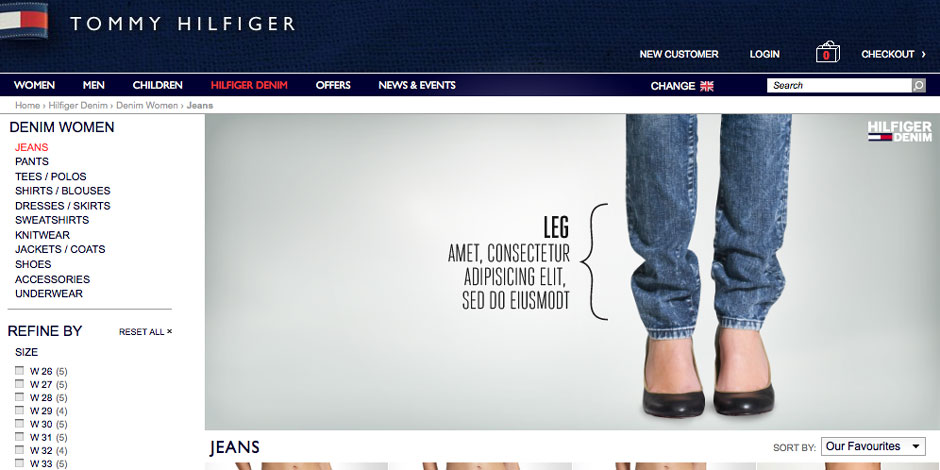 TOMMY HILFIGER
NEW CUSTOMER LOGIN 0 CHECKOUT ›
WOMEN MEN CHILDREN HILFIGER DENIM OFFERS NEWS & EVENTS CHANGE Search
Home › Hilfiger Denim › Denim Women › Jeans
DENIM WOMEN
JEANS
PANTS
TEES / POLOS
SHIRTS / BLOUSES
DRESSES / SKIRTS
SWEATSHIRTS
KNITWEAR
JACKETS / COATS
SHOES
ACCESSORIES
UNDERWEAR
REFINE BY RESET ALL ×
SIZE
W 26 (5)
W 27 (5)
W 28 (5)
W 29 (4)
W 30 (5)
W 31 (5)
W 32 (4)
W 33 (5)
HILFIGER
DENIM
LEG
AMET, CONSECTETUR
ADIPISICING ELIT,
SED DO EIUSMODT
JEANS SORT BY: Our Favourites